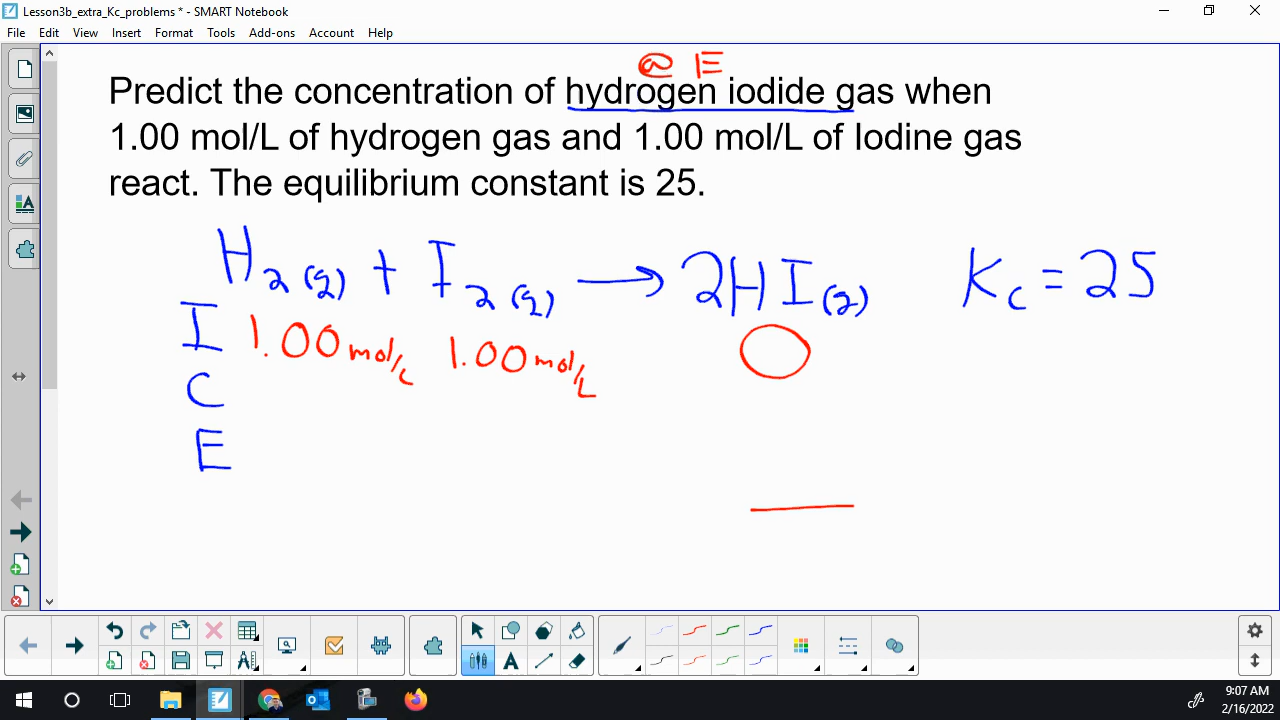 Lesson3b_extra_Kc_problems * - SMART Notebook
File Edit View Insert Format Tools Add-ons Account Help
@ E
Predict the concentration of hydrogen iodide gas when
1.00 mol/L of hydrogen gas and 1.00 mol/L of Iodine gas
react. The equilibrium constant is 25.
H2(g) + I2(g) → 2HI(g) Kc = 25
I 1.00 mol/L 1.00 mol/L 0
C
E
A
A
9:07 AM
2/16/2022